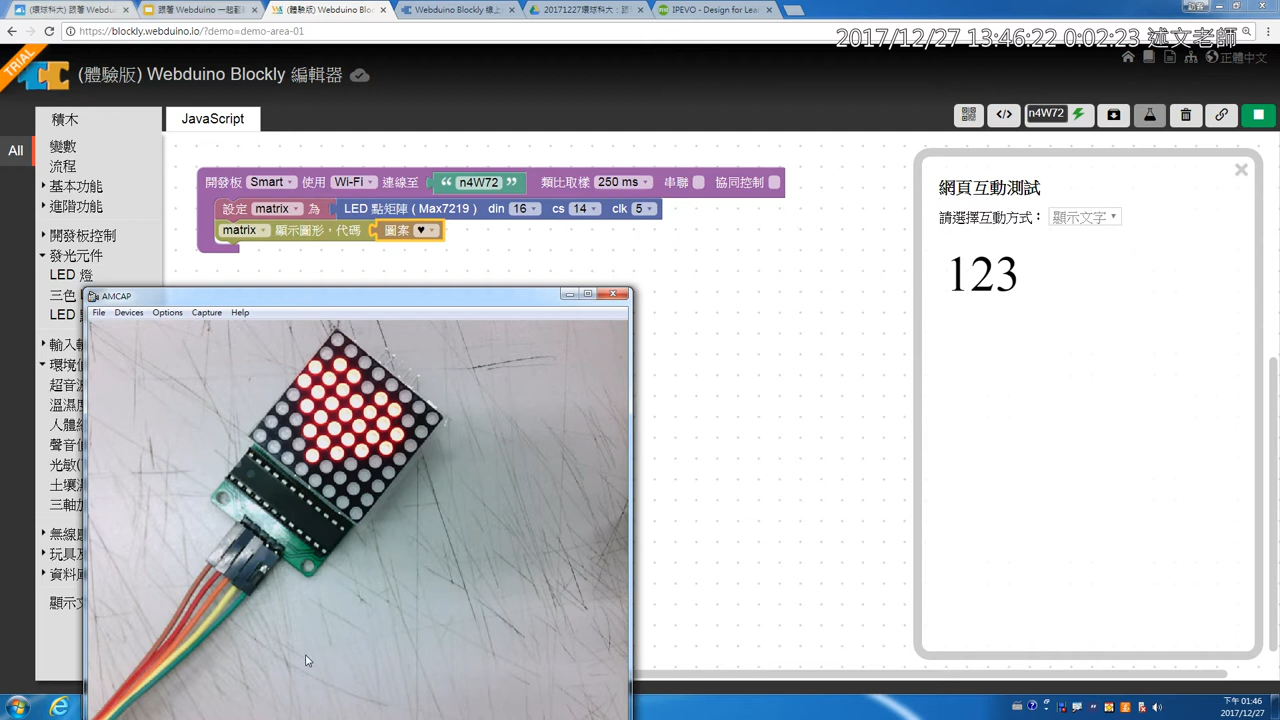 (環球科大) 跟著 Webdu
跟著 Webduino 一起翻
(體驗版) Webduino Bl
Webduino Blockly 線上
20171227環球科大：跟
IPEVO - Design for Lea
訪客
https://blockly.webduino.io/?demo=demo-area-01
2017/12/27 13:46:22 0:02:23 述文老師
TRIAL
(體驗版) Webduino Blockly 編輯器
正體中文
積木
JavaScript
n4W72
All
變數
流程
基本功能
進階功能
開發板控制
發光元件
LED 燈
三色
LED
輸入
環境
超音
溫濕
人體
聲音
光敏
土壤
三軸
無線
玩具及
資料
顯示
開發板 Smart 使用 Wi-Fi 連線至 “ n4W72 ” 類比取樣 250 ms 串聯 協同控制
設定 matrix 為 LED 點矩陣 ( Max7219 ) din 16 cs 14 clk 5
matrix 顯示圖形，代碼 圖案 ♥
網頁互動測試
請選擇互動方式： 顯示文字
123
AMCAP
File Devices Options Capture Help
下午 01:46
2017/12/27